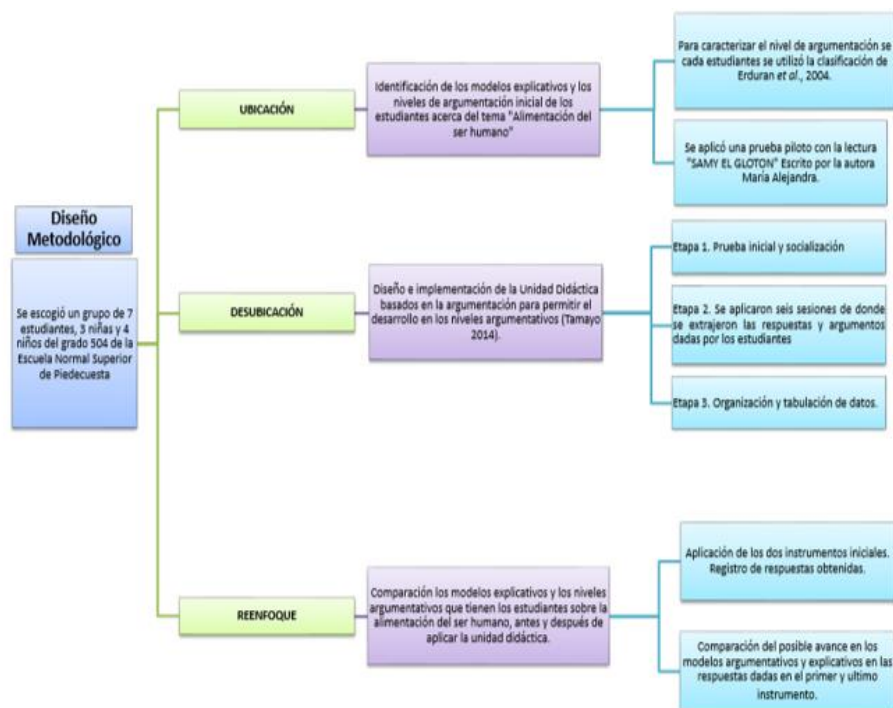 Diseño
Metodológico
Se escogió un grupo de 7
estudiantes, 3 niñas y 4
niños del grado 504 de la
Escuela Normal Superior
de Piedecuesta
UBICACIÓN
Identificación de los modelos explicativos y los
niveles de argumentación inicial de los
estudiantes acerca del tema "Alimentación del
ser humano"
Para caracterizar el nivel de argumentación se
cada estudiantes se utilizó la clasificación de
Erduran et al., 2004.
Se aplicó una prueba piloto con la lectura
"SAMY EL GLOTON" Escrito por la autora
María Alejandra.
DESUBICACIÓN
Diseño e implementación de la Unidad Didáctica
basados en la argumentación para permitir el
desarrollo en los niveles argumentativos (Tamayo
2014).
Etapa 1. Prueba inicial y socialización
Etapa 2. Se aplicaron seis sesiones de donde
se extrajeron las respuestas y argumentos
dadas por los estudiantes
Etapa 3. Organización y tabulación de datos.
REENFOQUE
Comparación los modelos explicativos y los niveles
argumentativos que tienen los estudiantes sobre la
alimentación del ser humano, antes y después de
aplicar la unidad didáctica.
Aplicación de los dos instrumentos iniciales.
Registro de respuestas obtenidas.
Comparación del posible avance en los
modelos argumentativos y explicativos en las
respuestas dadas en el primer y ultimo
instrumento.